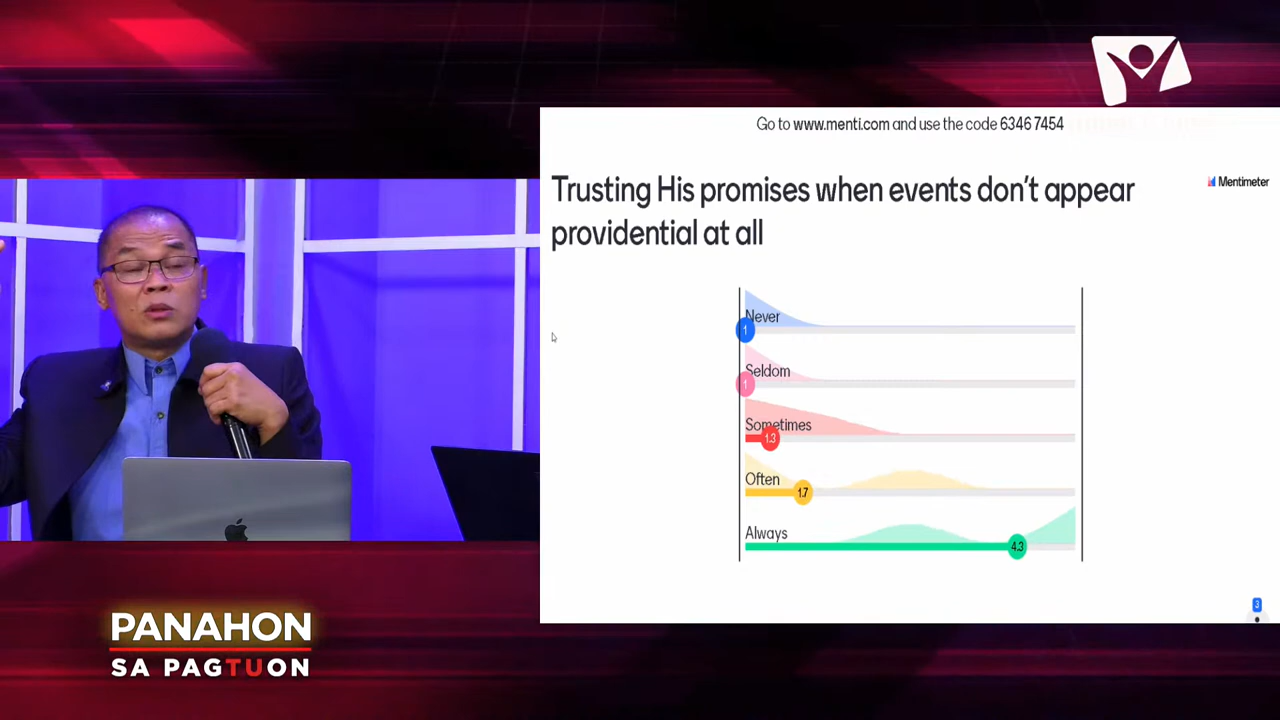 Go to www.menti.com and use the code 6346 7454
Mentimeter
Trusting His promises when events don't appear
providential at all
Never
1
Seldom
1
Sometimes
1.3
Often
1.7
Always
4.3
3
PANAHON
SA PAGTUON